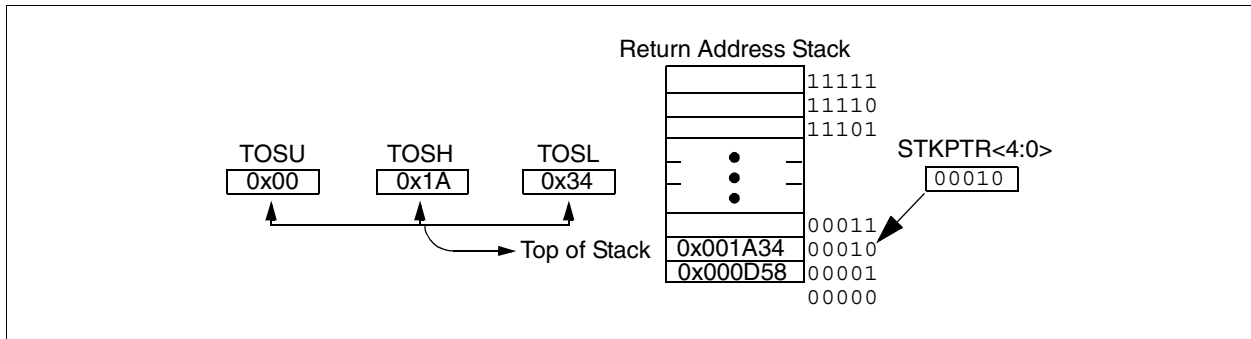 Return Address Stack
11111
11110
11101
TOSU TOSH TOSL STKPTR<4:0>
0x00 0x1A 0x34 00010
00011
Top of Stack 0x001A34 00010
0x000D58 00001
00000